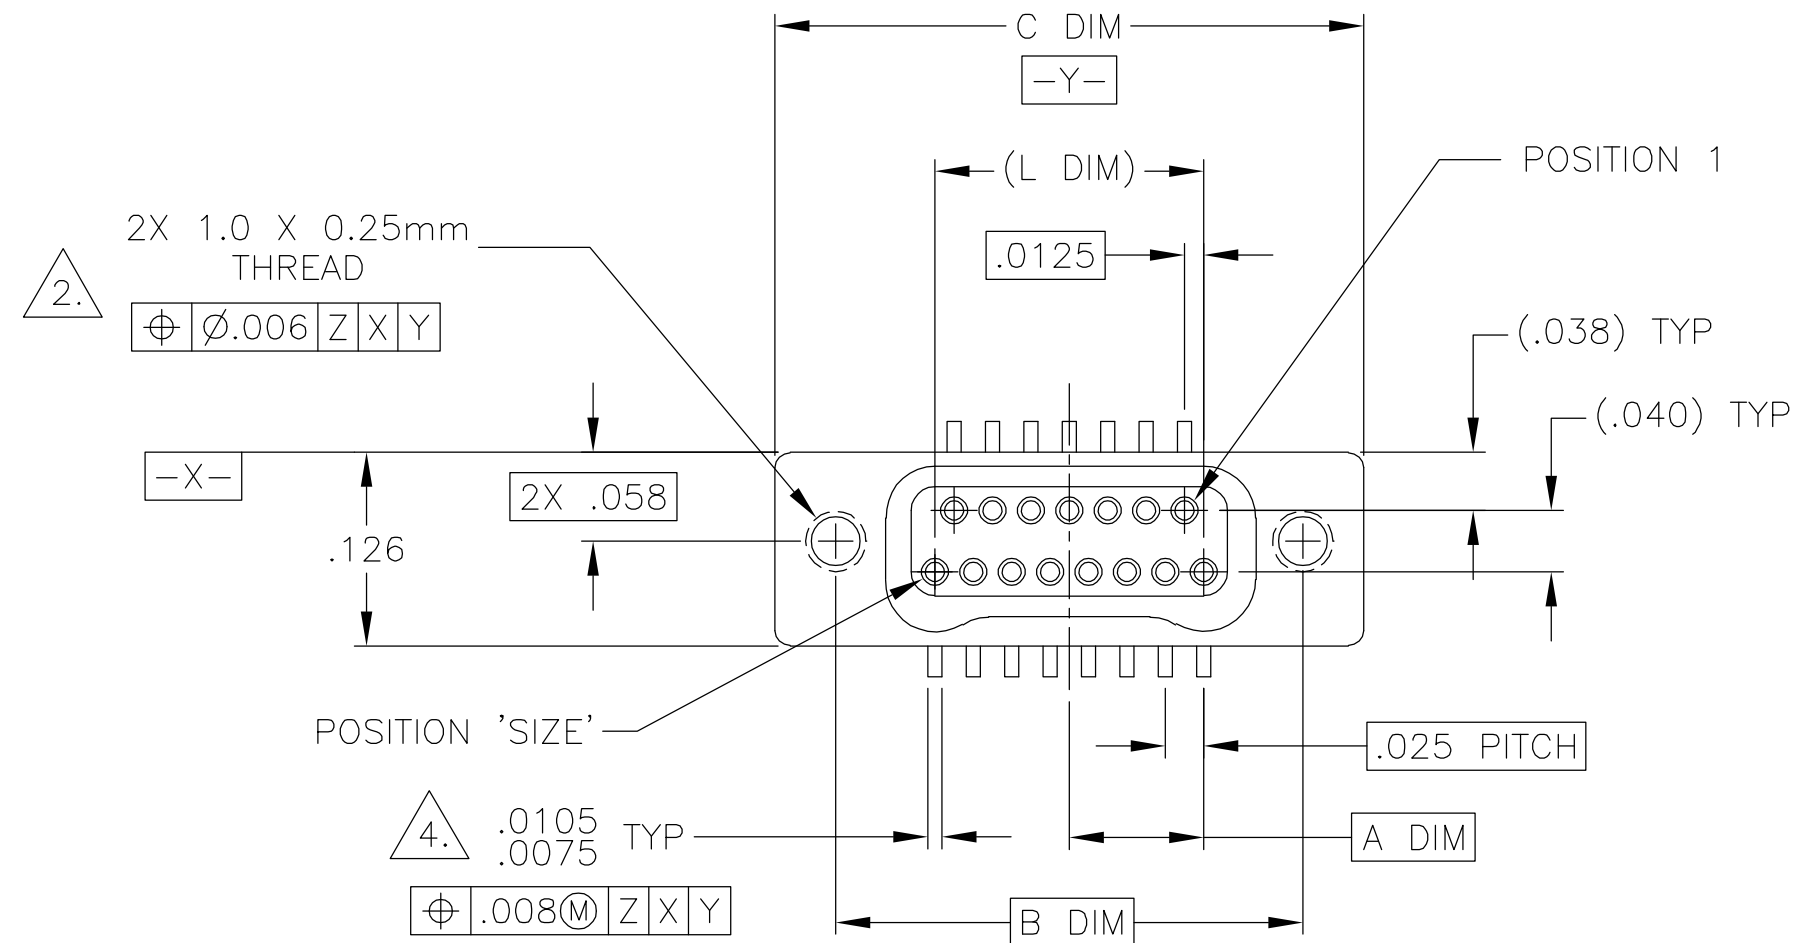 C DIM
-Y-
(L DIM)
POSITION 1
2X 1.0 X 0.25mm
THREAD
2.
⌖ Ø.006 Z X Y
.0125
(.038) TYP
(.040) TYP
-X-
2X .058
.126
POSITION 'SIZE'
.025 PITCH
4.
.0105
.0075
TYP
A DIM
⌖ .008Ⓜ Z X Y
B DIM